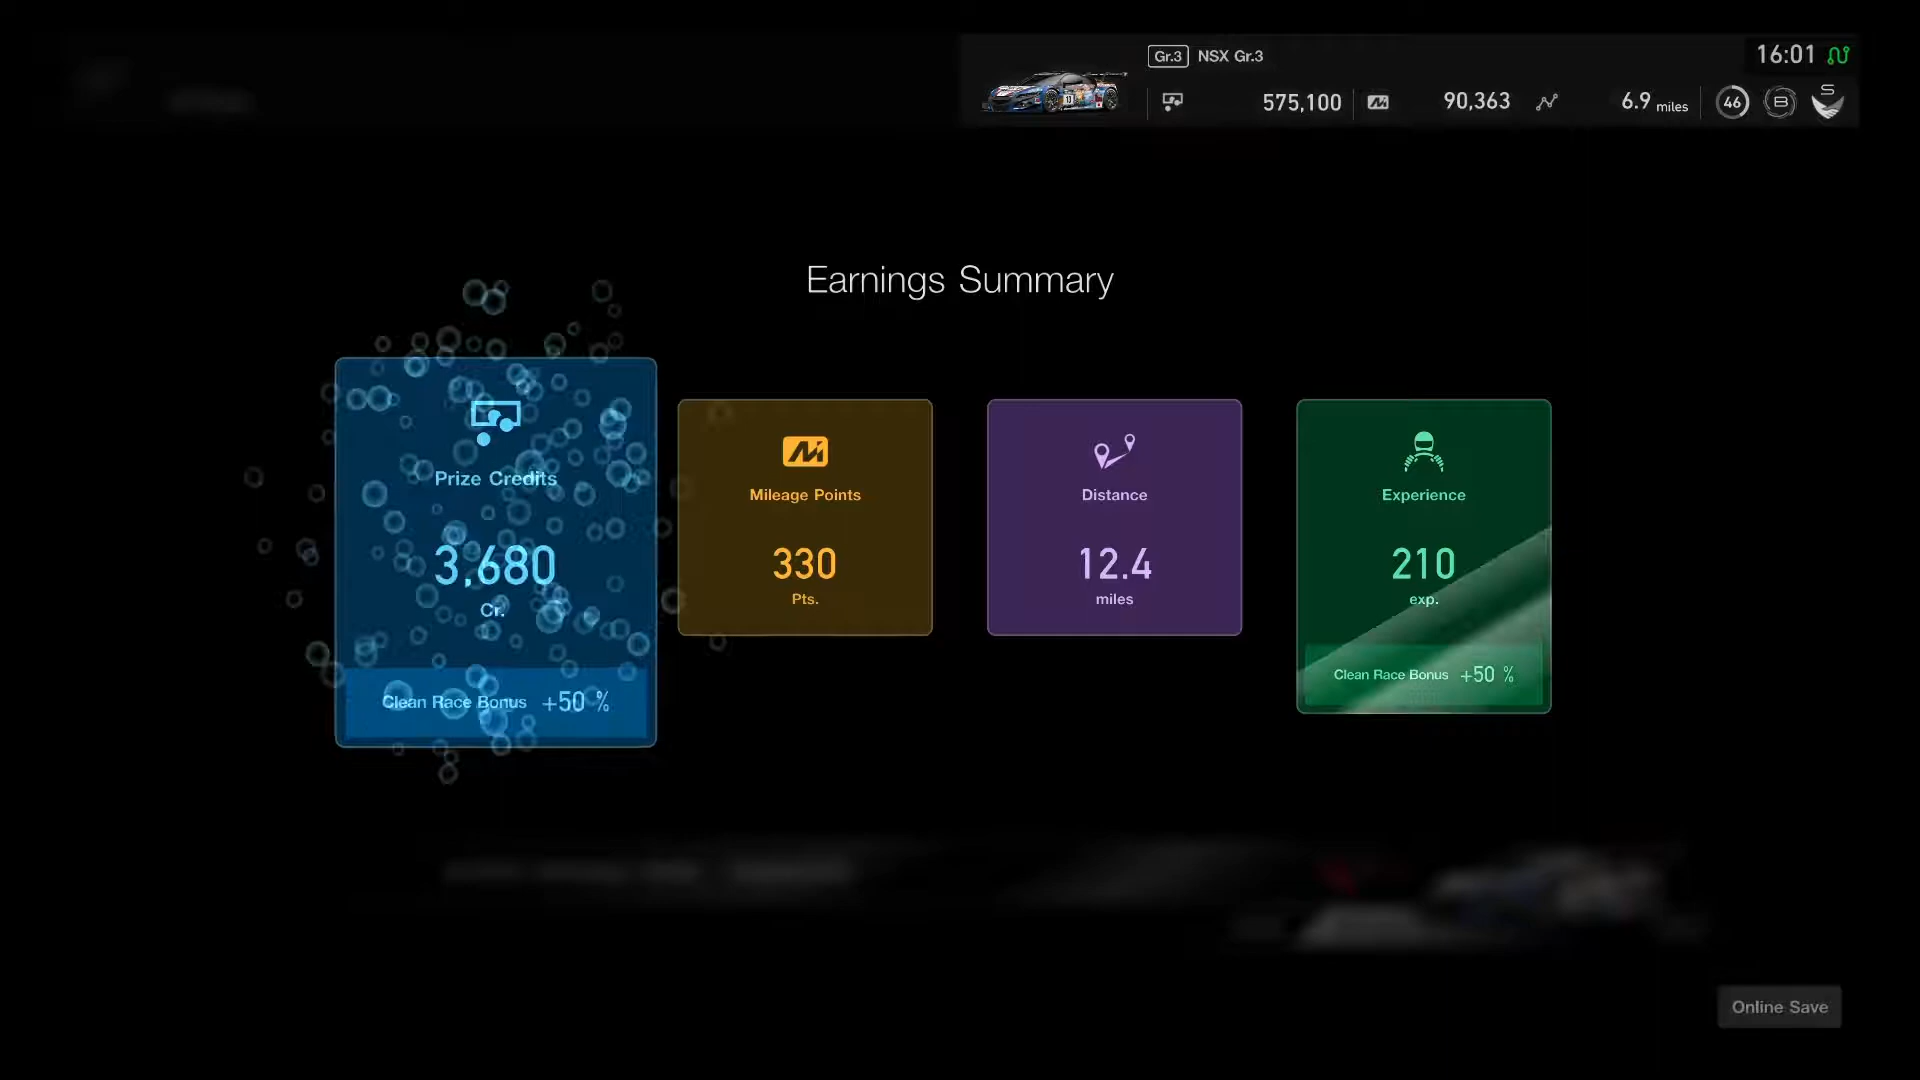 Gr.3 NSX Gr.3
16:01
575,100
90,363
6.9 miles
46
B
S
Earnings Summary
Prize Credits
3,680
Cr.
Clean Race Bonus +50 %
Mileage Points
330
Pts.
Distance
12.4
miles
Experience
210
exp.
Clean Race Bonus +50 %
Online Save